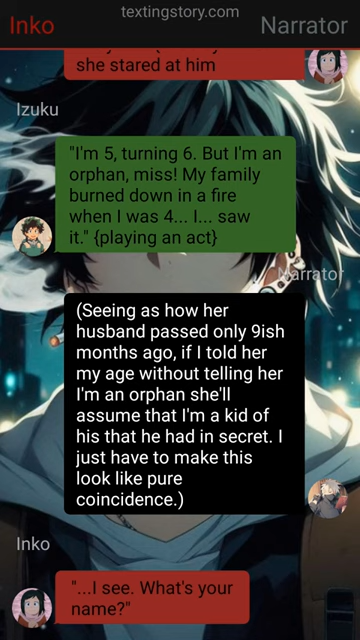 textingstory.com
Inko
Narrator
she stared at him
Izuku
"I'm 5, turning 6. But I'm an
orphan, miss! My family
burned down in a fire
when I was 4... I... saw
it." {playing an act}
Narrator
(Seeing as how her
husband passed only 9ish
months ago, if I told her
my age without telling her
I'm an orphan she'll
assume that I'm a kid of
his that he had in secret. I
just have to make this
look like pure
coincidence.)
Inko
"...I see. What's your
name?"